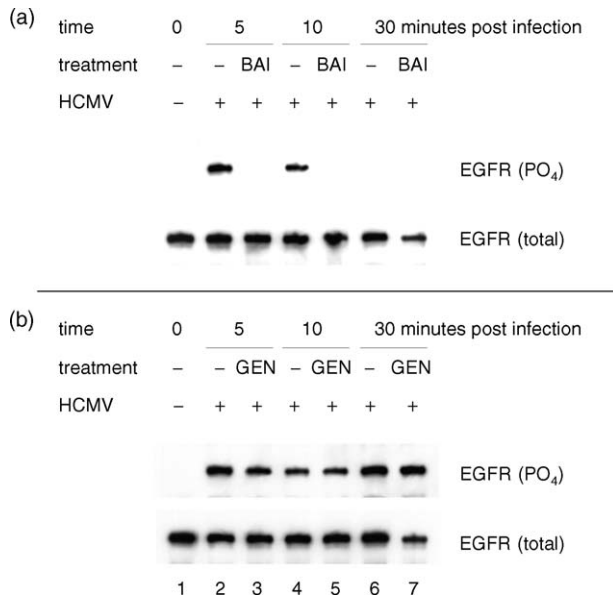 (a)
time 0 5 10 30 minutes post infection
treatment – – BAI – BAI – BAI
HCMV – + + + + + +
EGFR (PO₄)
EGFR (total)
(b)
time 0 5 10 30 minutes post infection
treatment – – GEN – GEN – GEN
HCMV – + + + + + +
EGFR (PO₄)
EGFR (total)
1 2 3 4 5 6 7